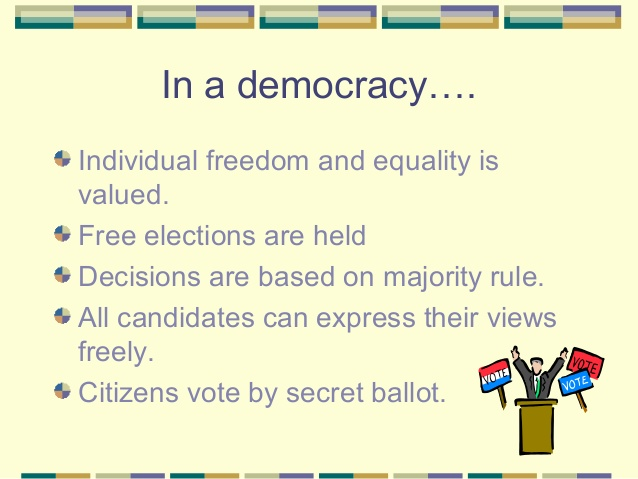 In a democracy….
Individual freedom and equality is
valued.
Free elections are held
Decisions are based on majority rule.
All candidates can express their views
freely.
Citizens vote by secret ballot.
VOTE
VOTE
VOTE